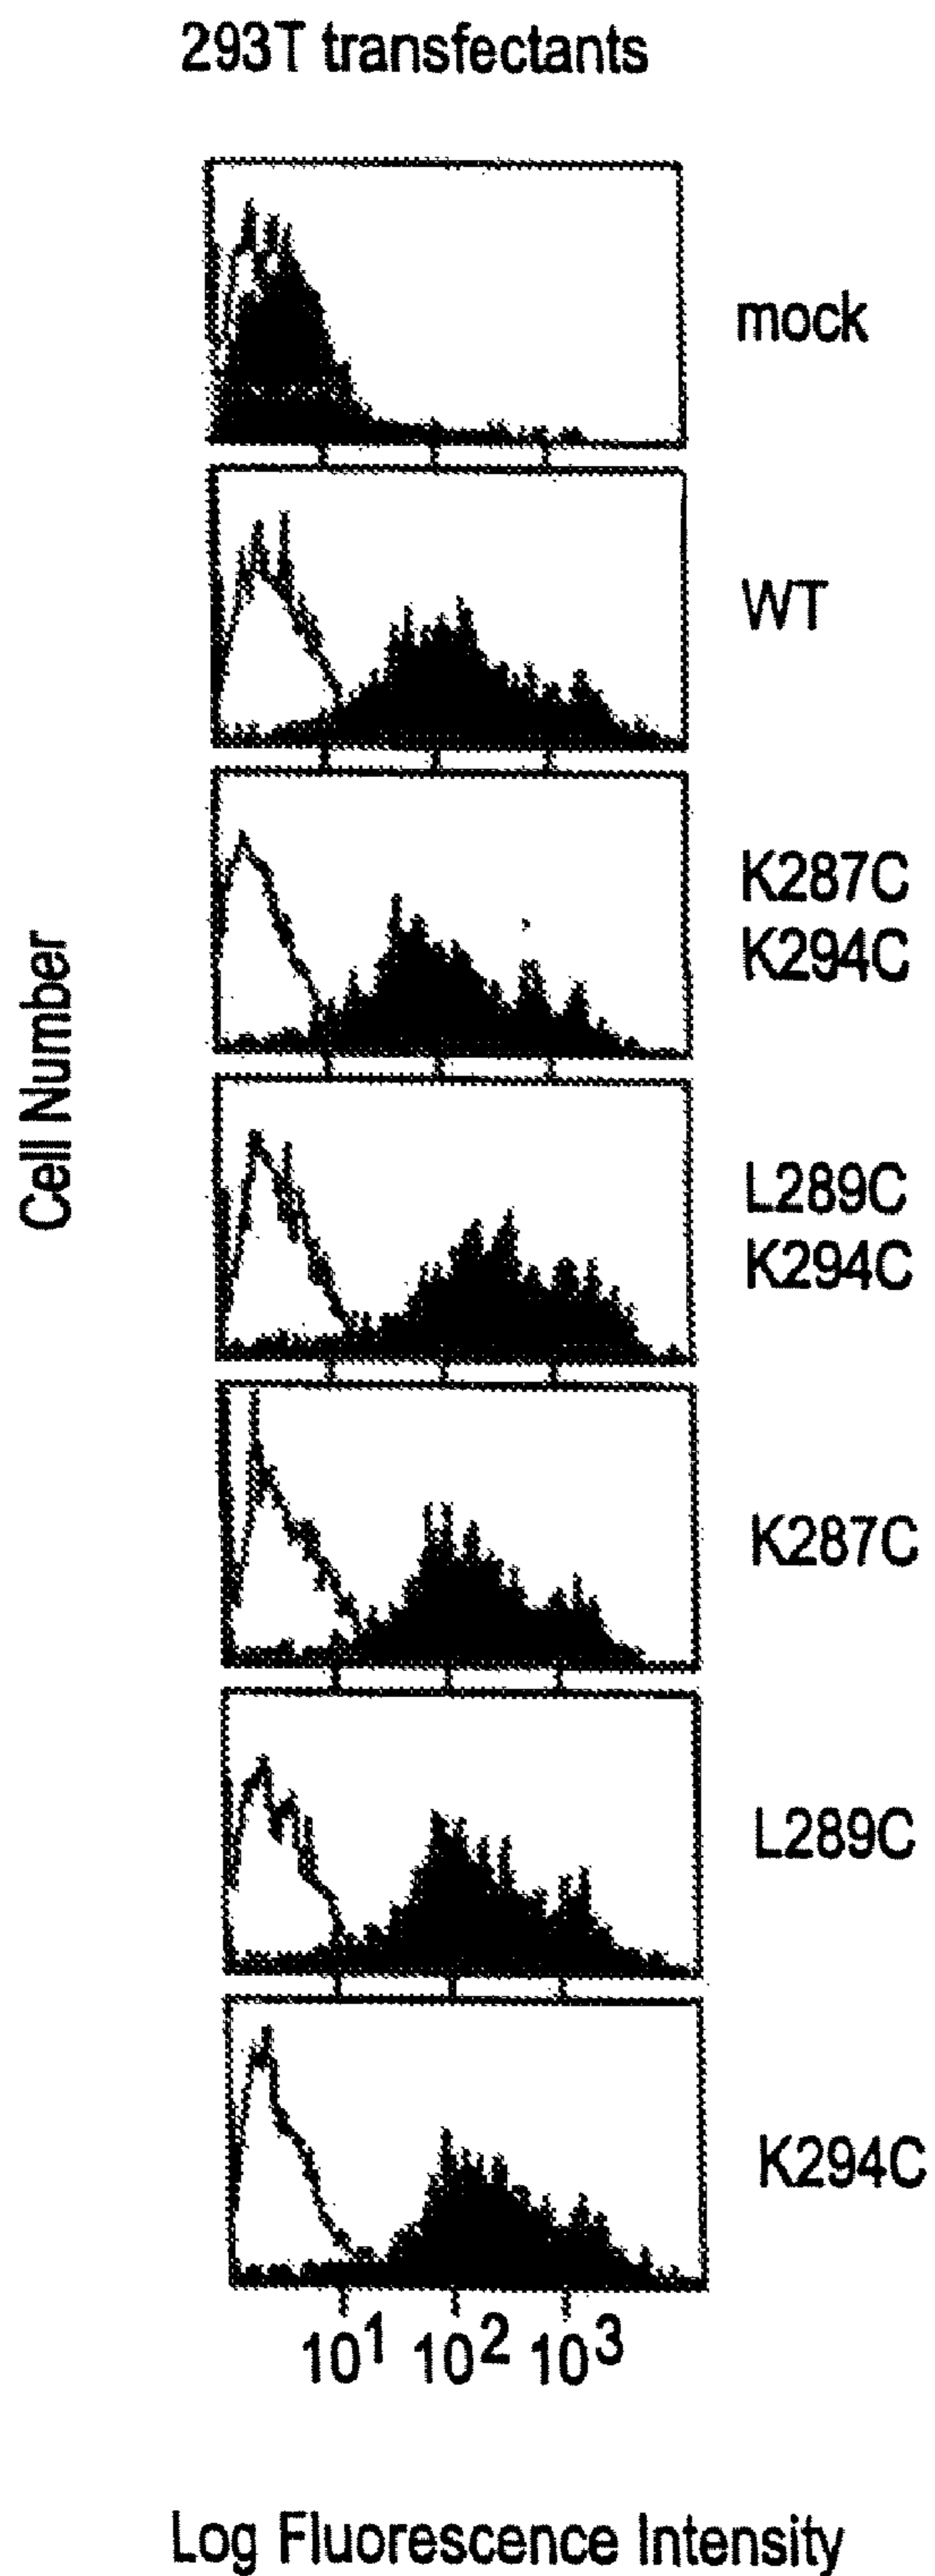 293T transfectants
mock
WT
K287C
K294C
L289C
K294C
K287C
L289C
K294C
Cell Number
10¹ 10² 10³
Log Fluorescence Intensity